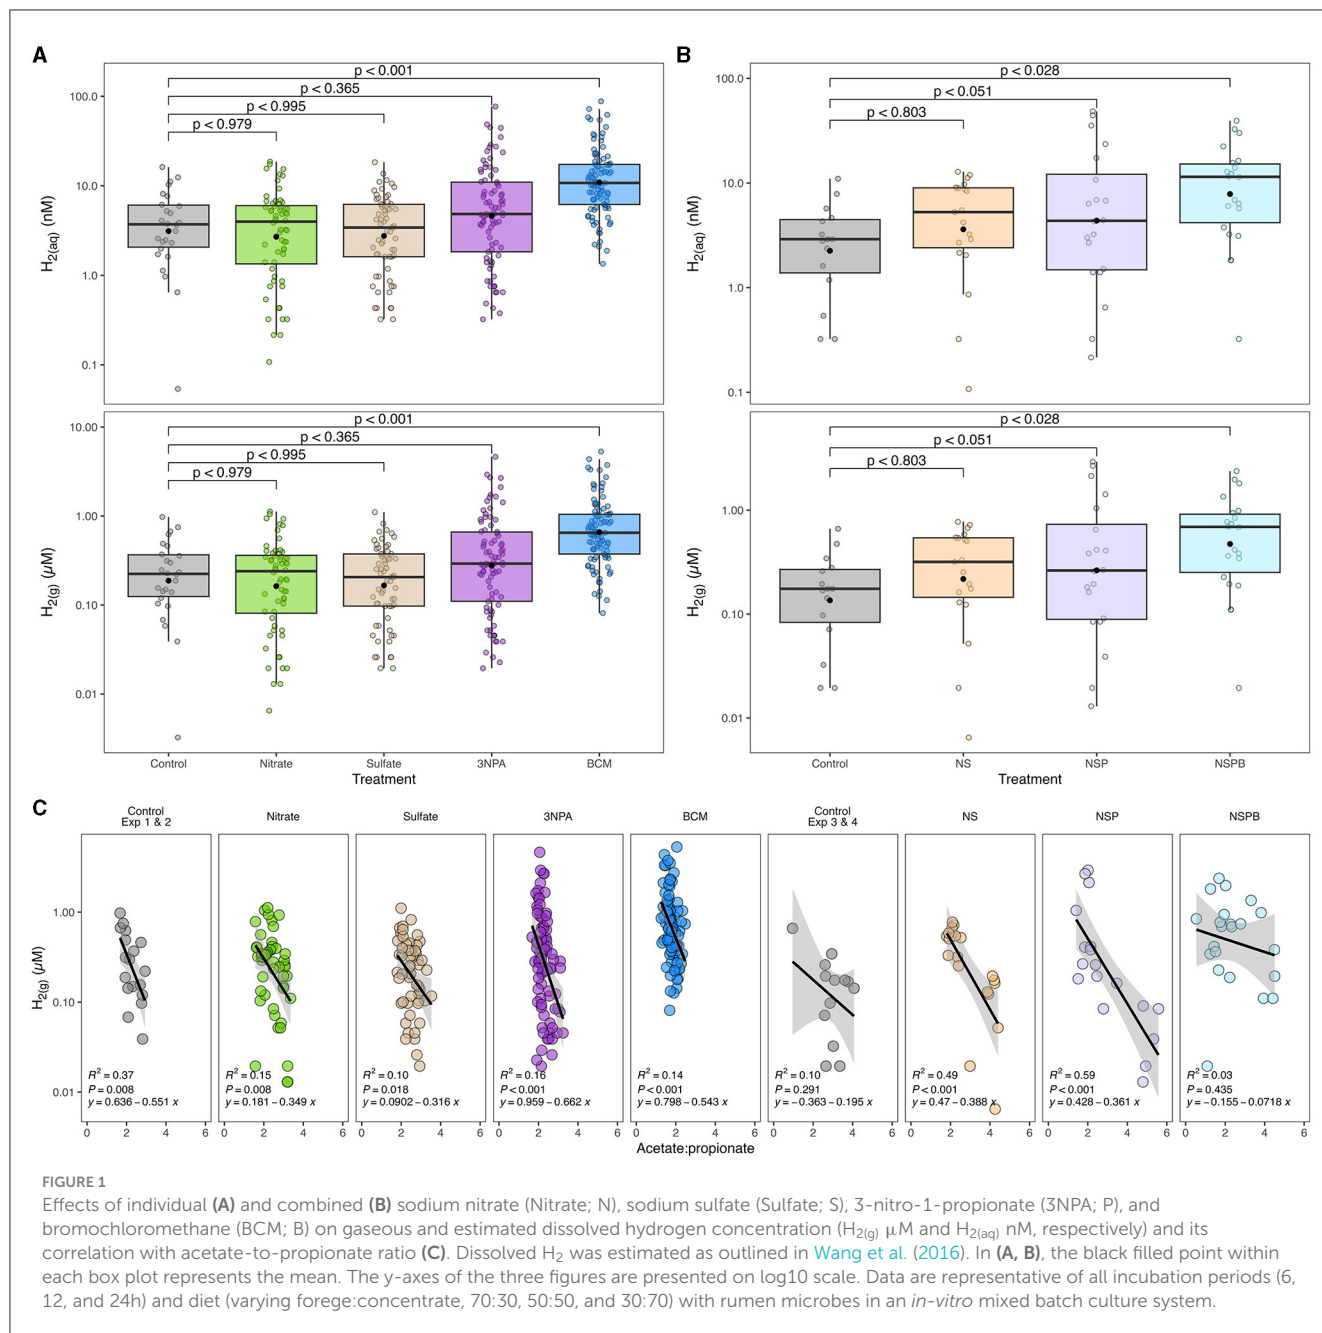 A
B
p < 0.001
p < 0.365
p < 0.995
p < 0.979
100.0
10.0
1.0
0.1
H2(aq) (nM)
p < 0.028
p < 0.051
p < 0.803
100.0
10.0
1.0
0.1
H2(aq) (nM)
p < 0.001
p < 0.365
p < 0.995
p < 0.979
10.00
1.00
0.10
0.01
H2(g) (µM)
Control Nitrate Sulfate 3NPA BCM
Treatment
p < 0.028
p < 0.051
p < 0.803
1.00
0.10
0.01
H2(g) (µM)
Control NS NSP NSPB
Treatment
C
Control
Exp 1 & 2
Nitrate
Sulfate
3NPA
BCM
Control
Exp 3 & 4
NS
NSP
NSPB
1.00
0.10
0.01
H2(g) (µM)
R² = 0.37
P = 0.008
y = 0.636 − 0.551 x
R² = 0.15
P = 0.008
y = 0.181 − 0.349 x
R² = 0.10
P = 0.018
y = 0.0902 − 0.316 x
R² = 0.16
P < 0.001
y = 0.959 − 0.662 x
R² = 0.14
P < 0.001
y = 0.798 − 0.543 x
R² = 0.10
P = 0.291
y = − 0.363 − 0.195 x
R² = 0.49
P < 0.001
y = 0.47 − 0.388 x
R² = 0.59
P < 0.001
y = 0.428 − 0.361 x
R² = 0.03
P = 0.435
y = − 0.155 − 0.0718 x
0 2 4 6 0 2 4 6 0 2 4 6 0 2 4 6 0 2 4 6 0 2 4 6 0 2 4 6 0 2 4 6 0 2 4 6
Acetate:propionate
FIGURE 1
Effects of individual (A) and combined (B) sodium nitrate (Nitrate; N), sodium sulfate (Sulfate; S), 3-nitro-1-propionate (3NPA; P), and
bromochloromethane (BCM; B) on gaseous and estimated dissolved hydrogen concentration (H2(g) µM and H2(aq) nM, respectively) and its
correlation with acetate-to-propionate ratio (C). Dissolved H2 was estimated as outlined in Wang et al. (2016). In (A, B), the black filled point within
each box plot represents the mean. The y-axes of the three figures are presented on log10 scale. Data are representative of all incubation periods (6,
12, and 24h) and diet (varying forege:concentrate, 70:30, 50:50, and 30:70) with rumen microbes in an in-vitro mixed batch culture system.